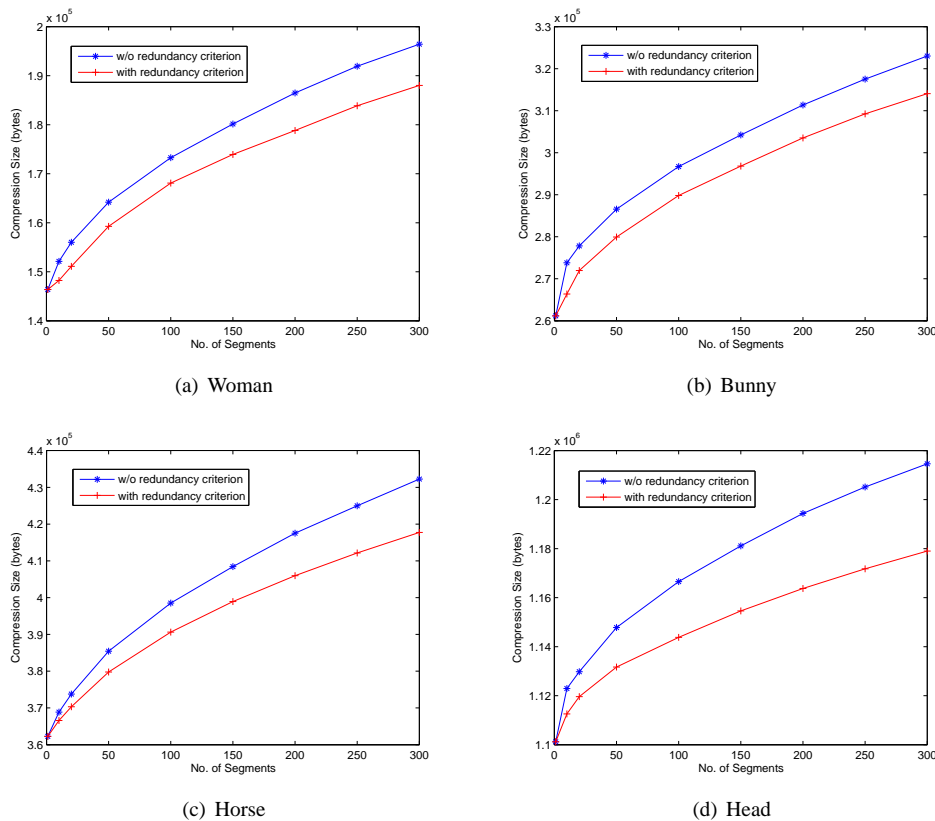 x 10^5
2
1.9
1.8
1.7
1.6
1.5
1.4
Compression Size (bytes)
w/o redundancy criterion
with redundancy criterion
0 50 100 150 200 250 300
No. of Segments
(a) Woman
x 10^5
3.3
3.2
3.1
3
2.9
2.8
2.7
2.6
Compression Size (bytes)
w/o redundancy criterion
with redundancy criterion
0 50 100 150 200 250 300
No. of Segments
(b) Bunny
x 10^5
4.4
4.3
4.2
4.1
4
3.9
3.8
3.7
3.6
Compression Size (bytes)
w/o redundancy criterion
with redundancy criterion
0 50 100 150 200 250 300
No. of Segments
(c) Horse
x 10^6
1.22
1.2
1.18
1.16
1.14
1.12
1.1
Compression Size (bytes)
w/o redundancy criterion
with redundancy criterion
0 50 100 150 200 250 300
No. of Segments
(d) Head